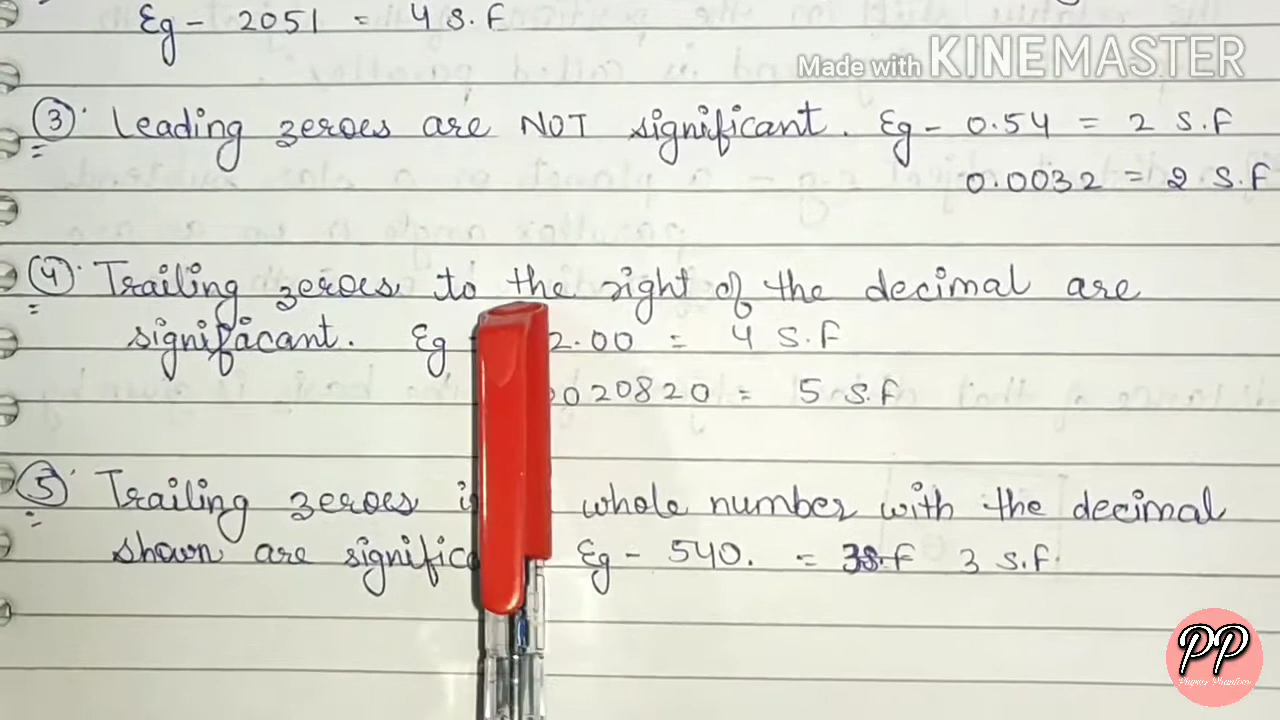 Eg - 2051 = 4 S.F
Made with KINEMASTER
③ Leading zeroes are NOT significant. Eg - 0.54 = 2 S.F
0.0032 = 2 S.F
④ Trailing zeroes to the right of the decimal are
significant. Eg 2.00 = 4 S.F
020820 = 5 S.F
⑤ Trailing zeroes whole number with the decimal
shown are Eg - 540. = 3S.F 3 S.F.
PP